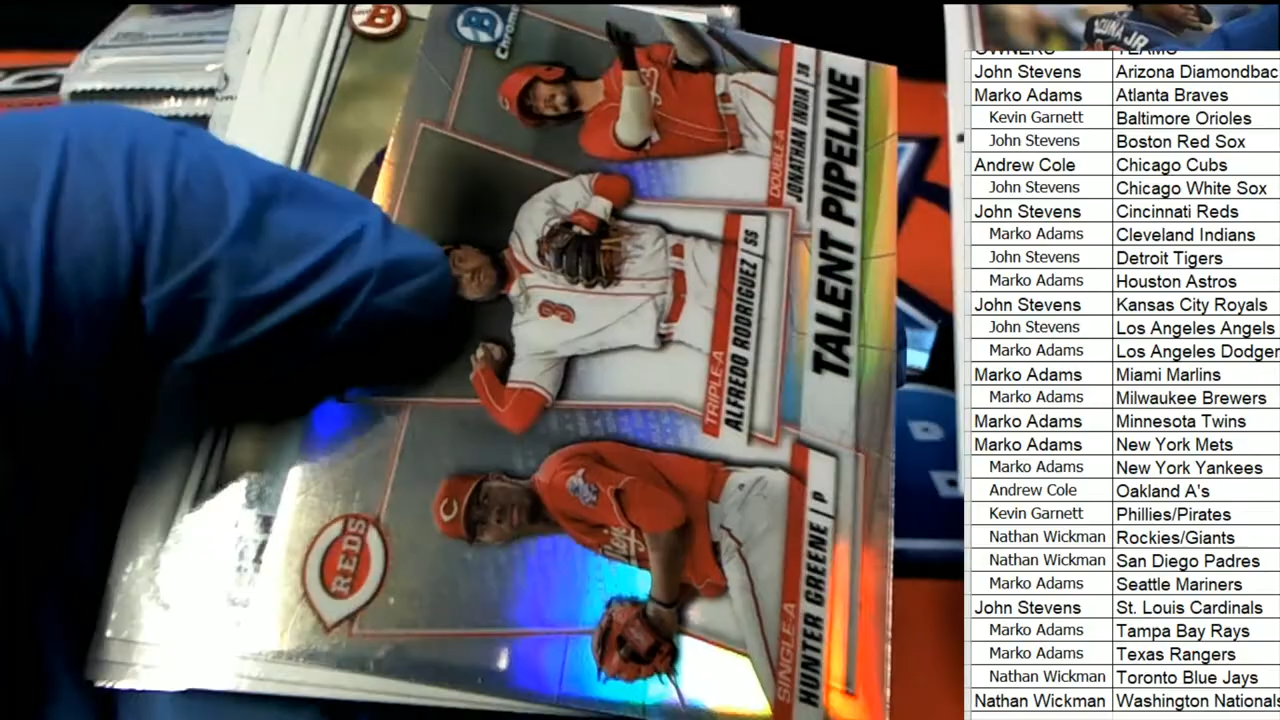 B
B
Chrome
DOUBLE-A
JONATHAN INDIA | 3B
TALENT PIPELINE
3
TRIPLE-A
ALFREDO RODRIGUEZ | SS
REDS
C
C
SINGLE-A
HUNTER GREENE | P
ACUNA JR.
OWNERS TEAMS
John Stevens Arizona Diamondbac
Marko Adams Atlanta Braves
Kevin Garnett Baltimore Orioles
John Stevens Boston Red Sox
Andrew Cole Chicago Cubs
John Stevens Chicago White Sox
John Stevens Cincinnati Reds
Marko Adams Cleveland Indians
John Stevens Detroit Tigers
Marko Adams Houston Astros
John Stevens Kansas City Royals
John Stevens Los Angeles Angels
Marko Adams Los Angeles Dodger
Marko Adams Miami Marlins
Marko Adams Milwaukee Brewers
Marko Adams Minnesota Twins
Marko Adams New York Mets
Marko Adams New York Yankees
Andrew Cole Oakland A's
Kevin Garnett Phillies/Pirates
Nathan Wickman Rockies/Giants
Nathan Wickman San Diego Padres
Marko Adams Seattle Mariners
John Stevens St. Louis Cardinals
Marko Adams Tampa Bay Rays
Marko Adams Texas Rangers
Nathan Wickman Toronto Blue Jays
Nathan Wickman Washington Nationals